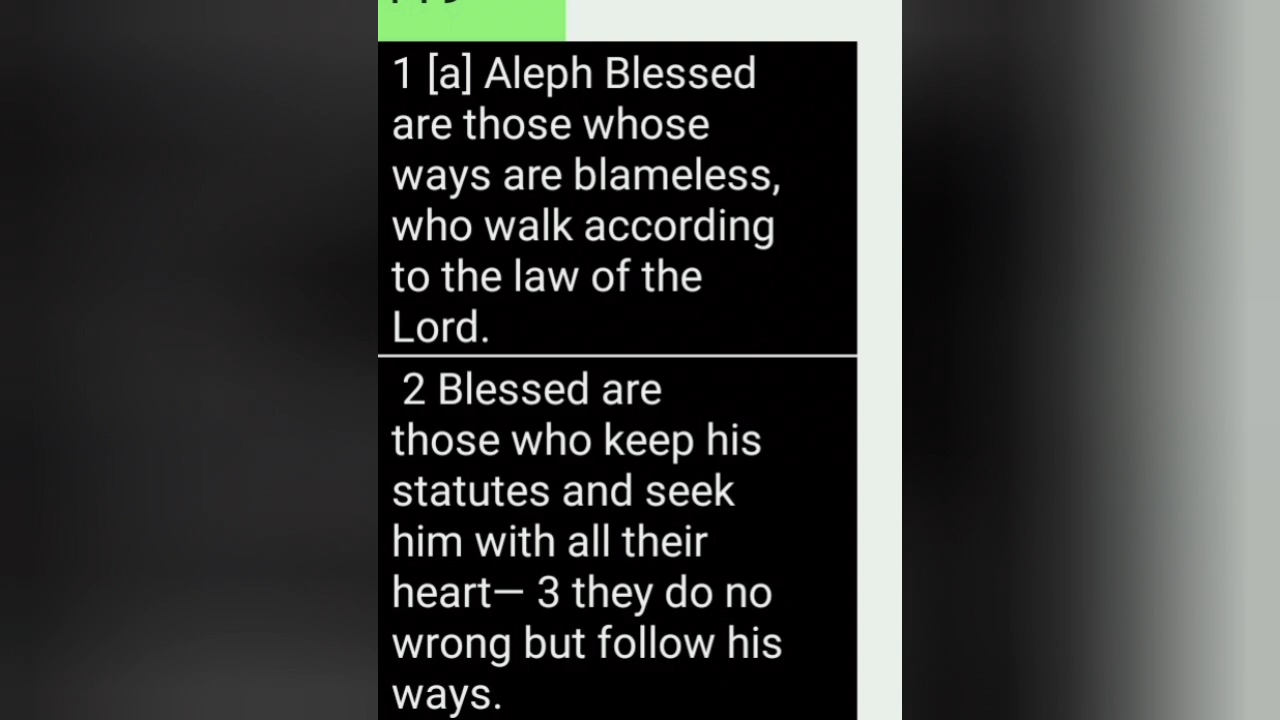 1 [a] Aleph Blessed
are those whose
ways are blameless,
who walk according
to the law of the
Lord.
2 Blessed are
those who keep his
statutes and seek
him with all their
heart— 3 they do no
wrong but follow his
ways.